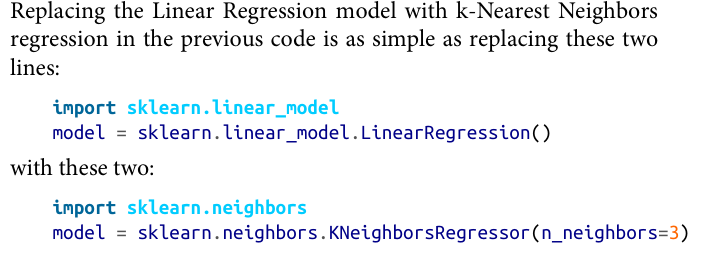 Replacing the Linear Regression model with k-Nearest Neighbors
regression in the previous code is as simple as replacing these two
lines:
import sklearn.linear_model
model = sklearn.linear_model.LinearRegression()
with these two:
import sklearn.neighbors
model = sklearn.neighbors.KNeighborsRegressor(n_neighbors=3)